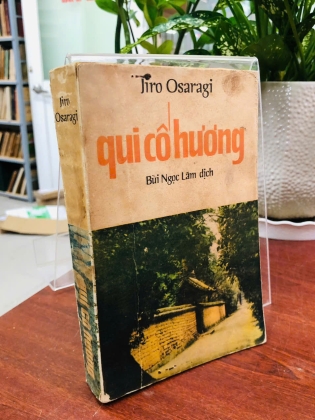 Jiro Osaragi
qui cố hương
Bùi Ngọc Lâm dịch
Jiro
Osaragi